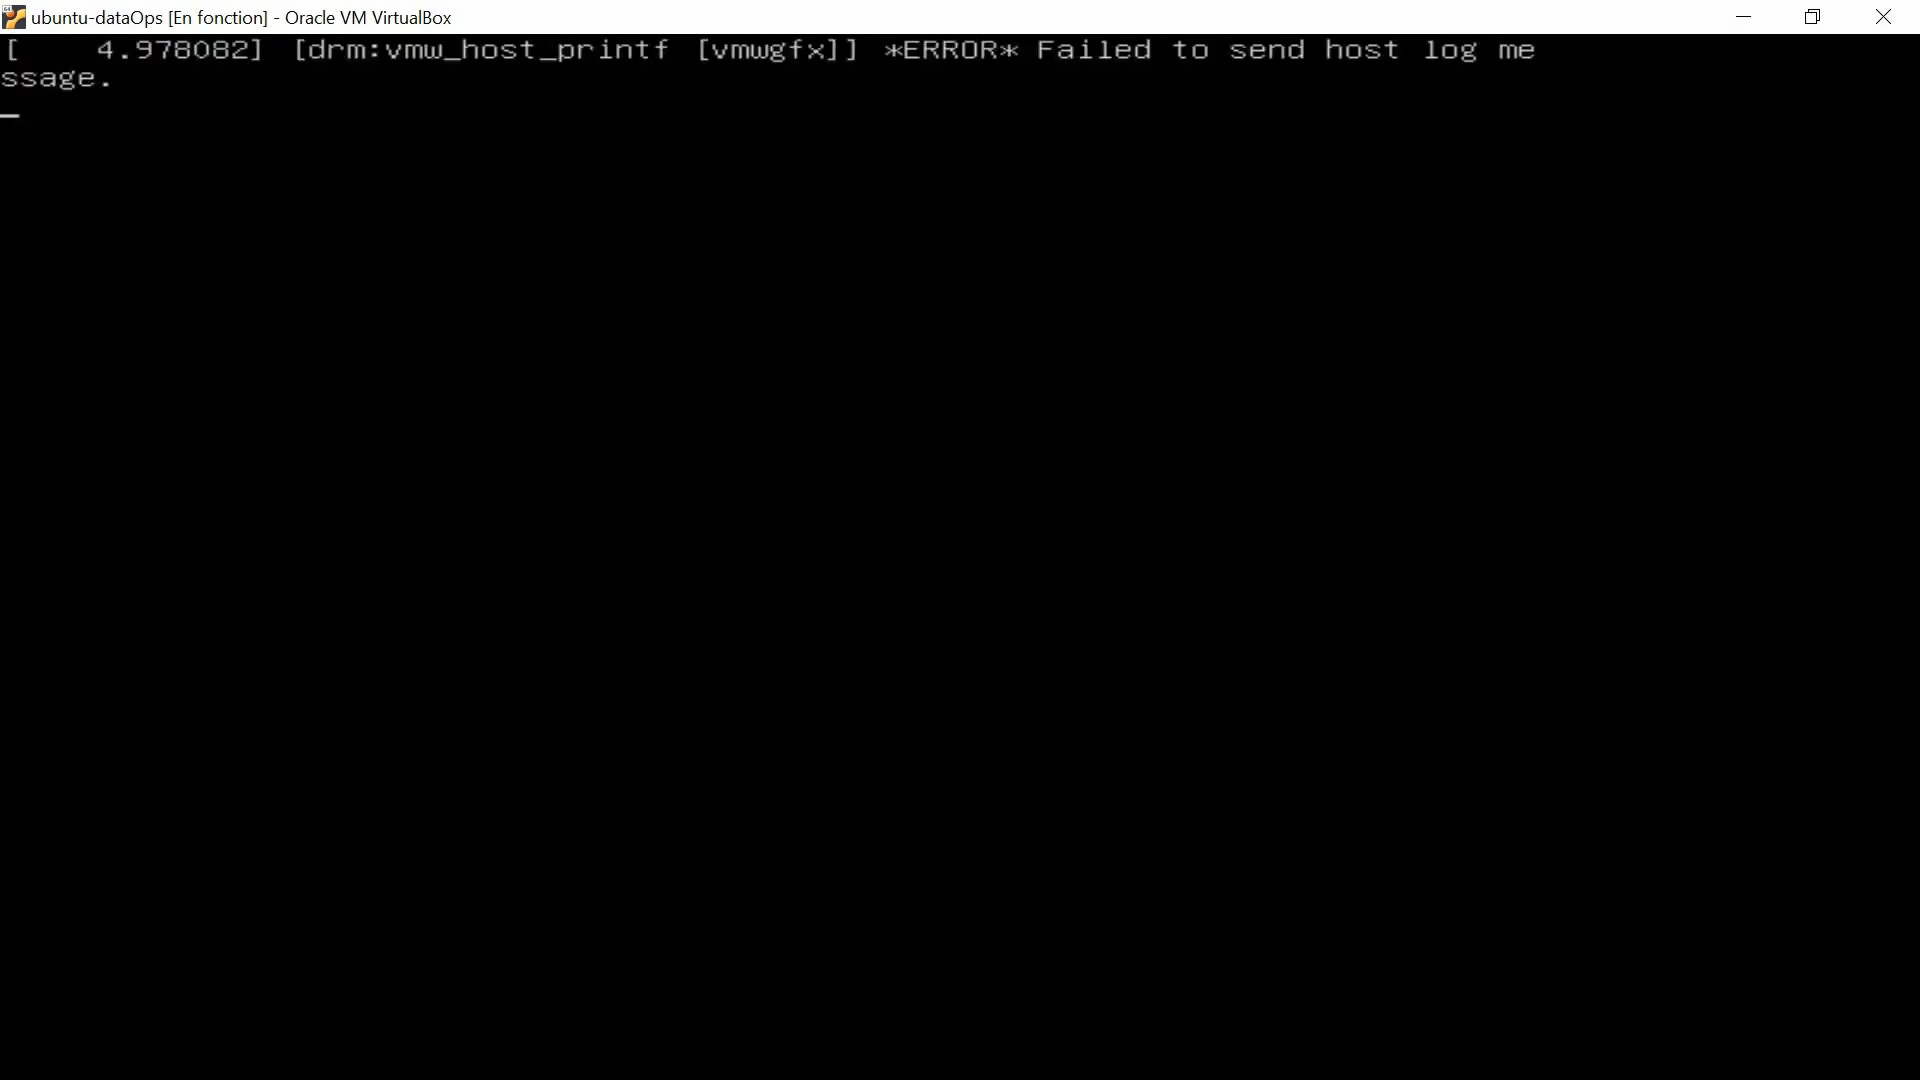 ubuntu-dataOps [En fonction] - Oracle VM VirtualBox
[    4.978082] [drm:vmw_host_printf [vmwgfx]] *ERROR* Failed to send host log me
ssage.